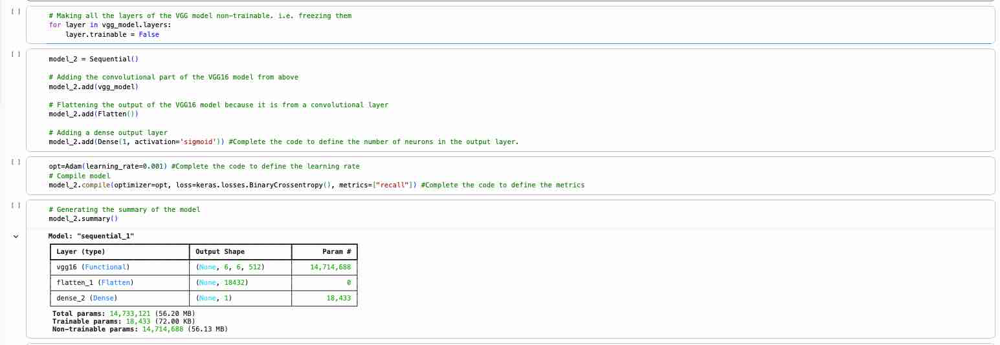 [ ]
# Making all the layers of the VGG model non-trainable. i.e. freezing them
for layer in vgg_model.layers:
    layer.trainable = False
[ ]
model_2 = Sequential()
# Adding the convolutional part of the VGG16 model from above
model_2.add(vgg_model)
# Flattening the output of the VGG16 model because it is from a convolutional layer
model_2.add(Flatten())
# Adding a dense output layer
model_2.add(Dense(1, activation='sigmoid')) #Complete the code to define the number of neurons in the output layer.
[ ]
opt=Adam(learning_rate=0.001) #Complete the code to define the learning rate
# Compile model
model_2.compile(optimizer=opt, loss=keras.losses.BinaryCrossentropy(), metrics=["recall"]) #Complete the code to define the metrics
[ ]
# Generating the summary of the model
model_2.summary()
Model: "sequential_1"
Layer (type) Output Shape Param #
vgg16 (Functional) (None, 6, 6, 512) 14,714,688
flatten_1 (Flatten) (None, 18432) 0
dense_2 (Dense) (None, 1) 18,433
Total params: 14,733,121 (56.20 MB)
Trainable params: 18,433 (72.00 KB)
Non-trainable params: 14,714,688 (56.13 MB)